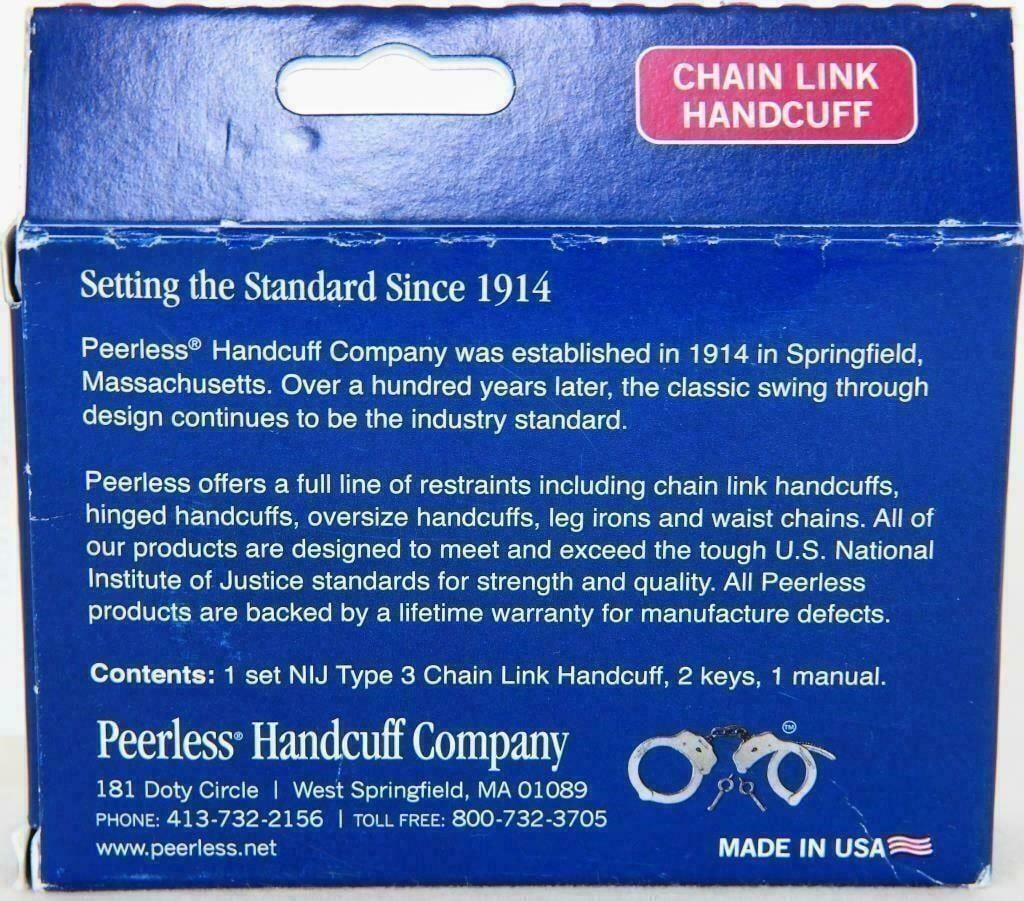 CHAIN LINK
HANDCUFF
Setting the Standard Since 1914
Peerless® Handcuff Company was established in 1914 in Springfield,
Massachusetts. Over a hundred years later, the classic swing through
design continues to be the industry standard.
Peerless offers a full line of restraints including chain link handcuffs,
hinged handcuffs, oversize handcuffs, leg irons and waist chains. All of
our products are designed to meet and exceed the tough U.S. National
Institute of Justice standards for strength and quality. All Peerless
products are backed by a lifetime warranty for manufacture defects.
Contents: 1 set NIJ Type 3 Chain Link Handcuff, 2 keys, 1 manual.
Peerless® Handcuff Company
181 Doty Circle | West Springfield, MA 01089
PHONE: 413-732-2156 | TOLL FREE: 800-732-3705
www.peerless.net
TM
MADE IN USA